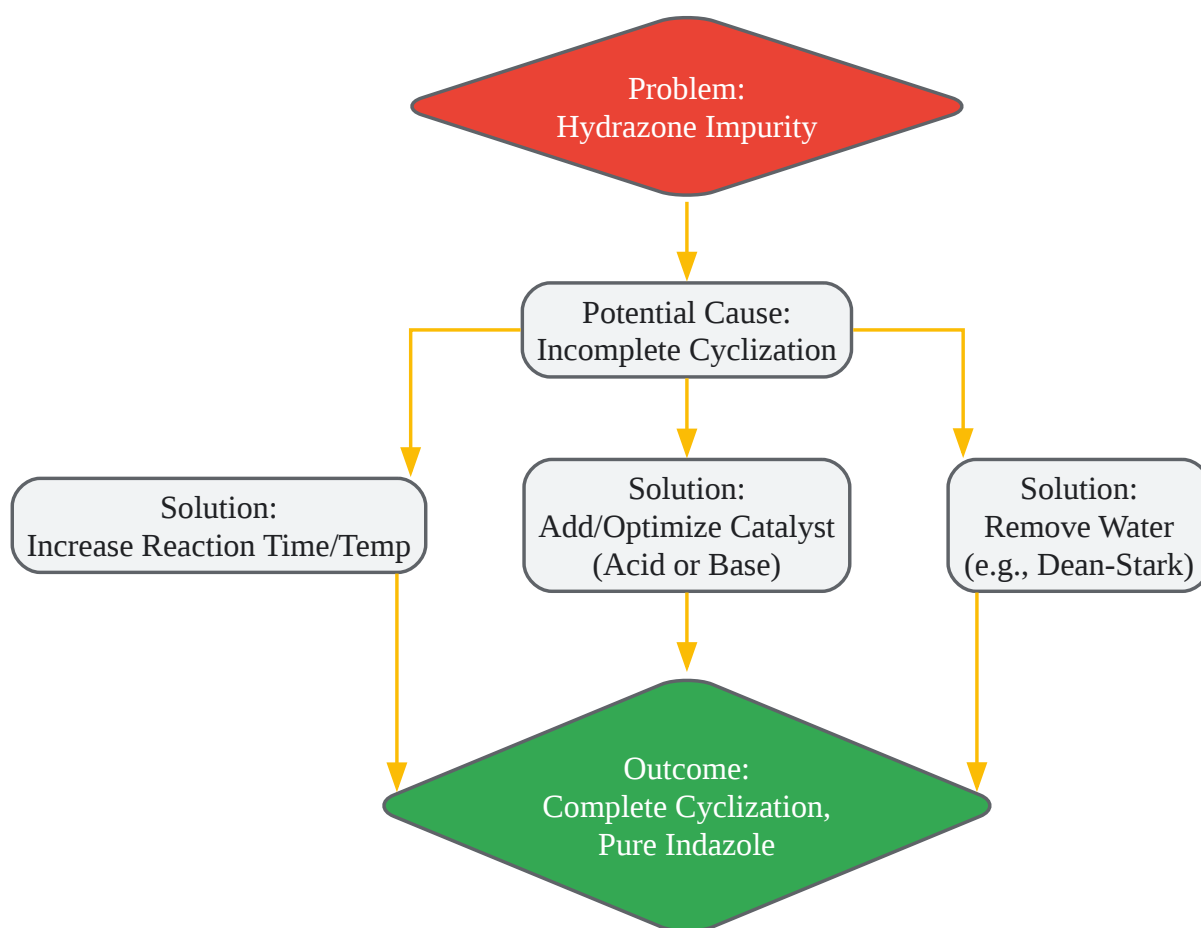 Problem:
Hydrazone Impurity
Potential Cause:
Incomplete Cyclization
Solution:
Increase Reaction Time/Temp
Solution:
Add/Optimize Catalyst
(Acid or Base)
Solution:
Remove Water
(e.g., Dean-Stark)
Outcome:
Complete Cyclization,
Pure Indazole